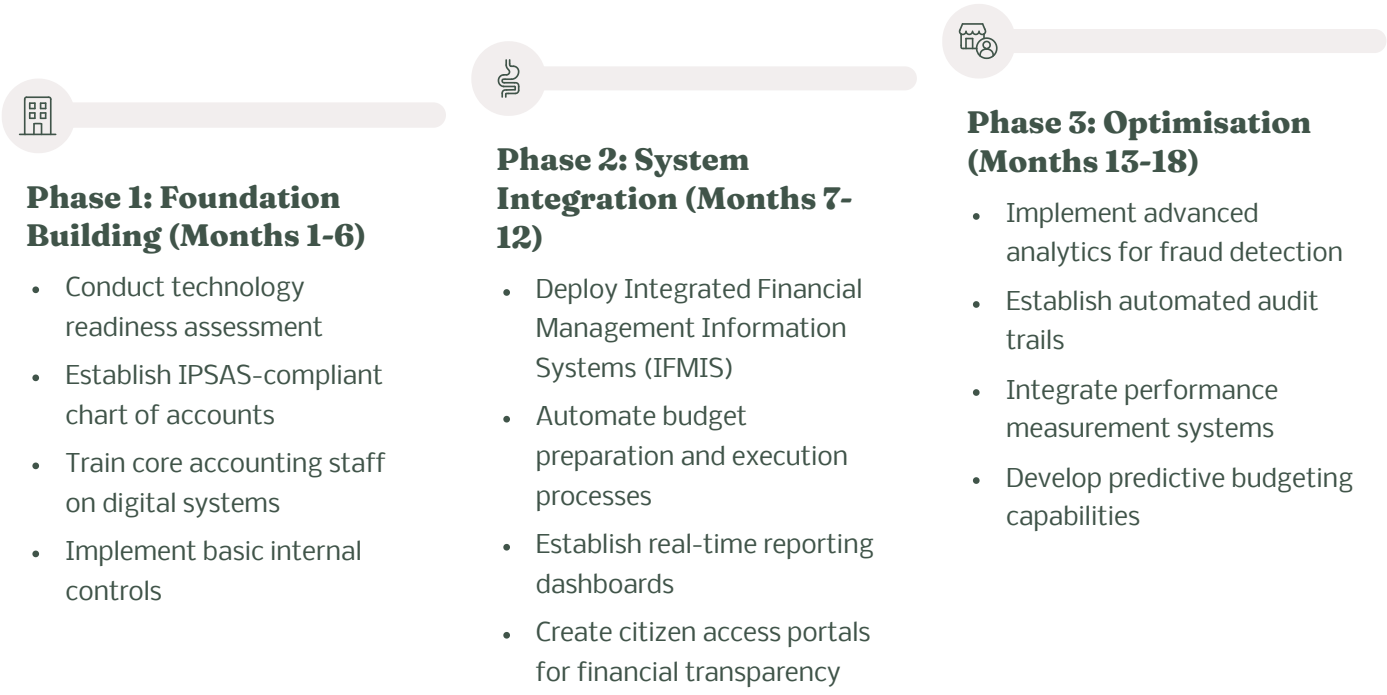 Phase 1: Foundation
Building (Months 1-6)
• Conduct technology
readiness assessment
• Establish IPSAS-compliant
chart of accounts
• Train core accounting staff
on digital systems
• Implement basic internal
controls
Phase 2: System
Integration (Months 7-
12)
• Deploy Integrated Financial
Management Information
Systems (IFMIS)
• Automate budget
preparation and execution
processes
• Establish real-time reporting
dashboards
• Create citizen access portals
for financial transparency
Phase 3: Optimisation
(Months 13-18)
• Implement advanced
analytics for fraud detection
• Establish automated audit
trails
• Integrate performance
measurement systems
• Develop predictive budgeting
capabilities